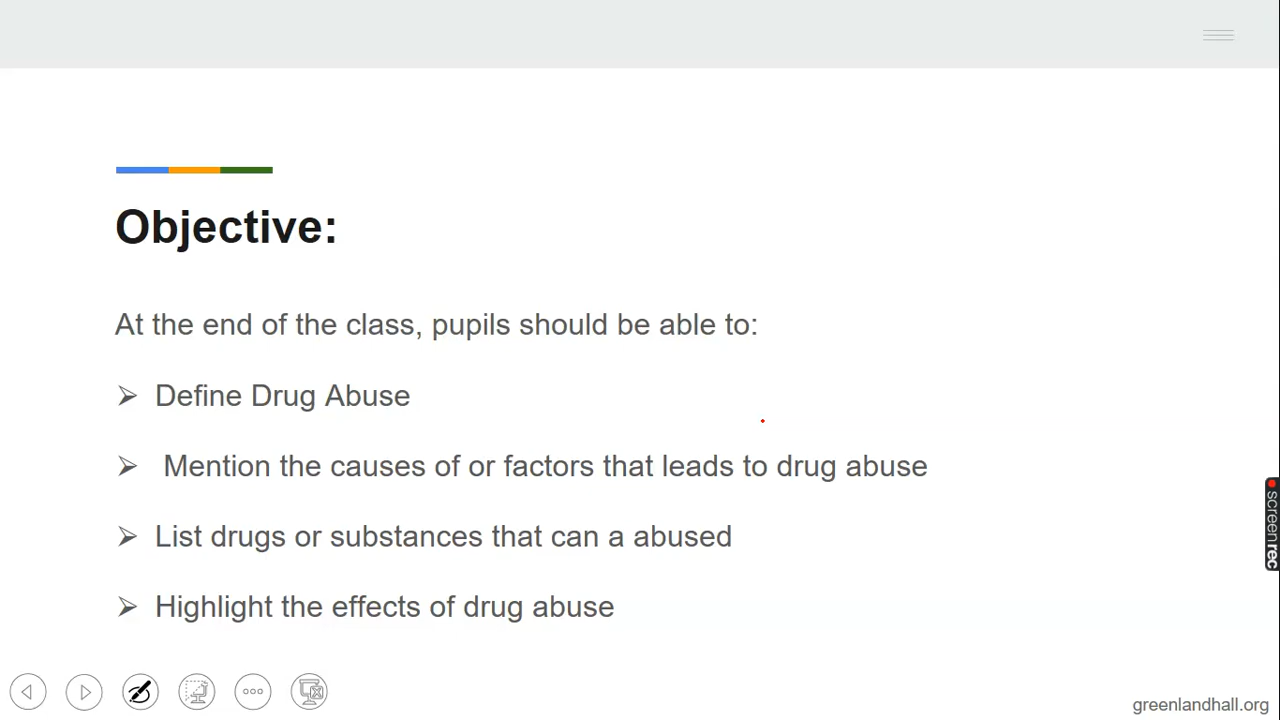 Objective:
At the end of the class, pupils should be able to:
➢ Define Drug Abuse
➢ Mention the causes of or factors that leads to drug abuse
➢ List drugs or substances that can a abused
➢ Highlight the effects of drug abuse
screenrec
greenlandhall.org